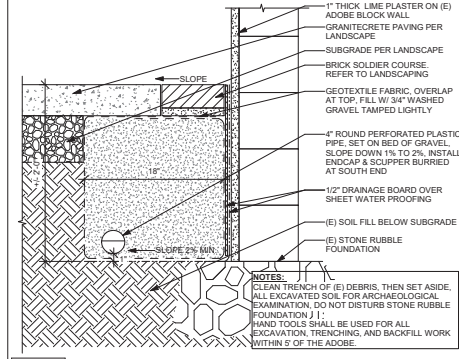 1" THICK LIME PLASTER ON (E)
ADOBE BLOCK WALL
GRANITECRETE PAVING PER
LANDSCAPE
SUBGRADE PER LANDSCAPE
SLOPE
BRICK SOLDIER COURSE.
REFER TO LANDSCAPING
GEOTEXTILE FABRIC, OVERLAP
AT TOP, FILL W/ 3/4" WASHED
GRAVEL TAMPED LIGHTLY
4" ROUND PERFORATED PLASTIC
PIPE, SET ON BED OF GRAVEL,
SLOPE DOWN 1% TO 2%, INSTALL
ENDCAP & SCUPPER BURRIED
AT SOUTH END
+/- 2'-0"
18"
1/2" DRAINAGE BOARD OVER
SHEET WATER PROOFING
(E) SOIL FILL BELOW SUBGRADE
SLOPE 2% MIN.
(E) STONE RUBBLE
FOUNDATION
NOTES:
CLEAN TRENCH OF (E) DEBRIS, THEN SET ASIDE,
ALL EXCAVATED SOIL FOR ARCHAEOLOGICAL
EXAMINATION, DO NOT DISTURB STONE RUBBLE
FOUNDATION
HAND TOOLS SHALL BE USED FOR ALL
EXCAVATION, TRENCHING, AND BACKFILL WORK
WITHIN 5' OF THE ADOBE.